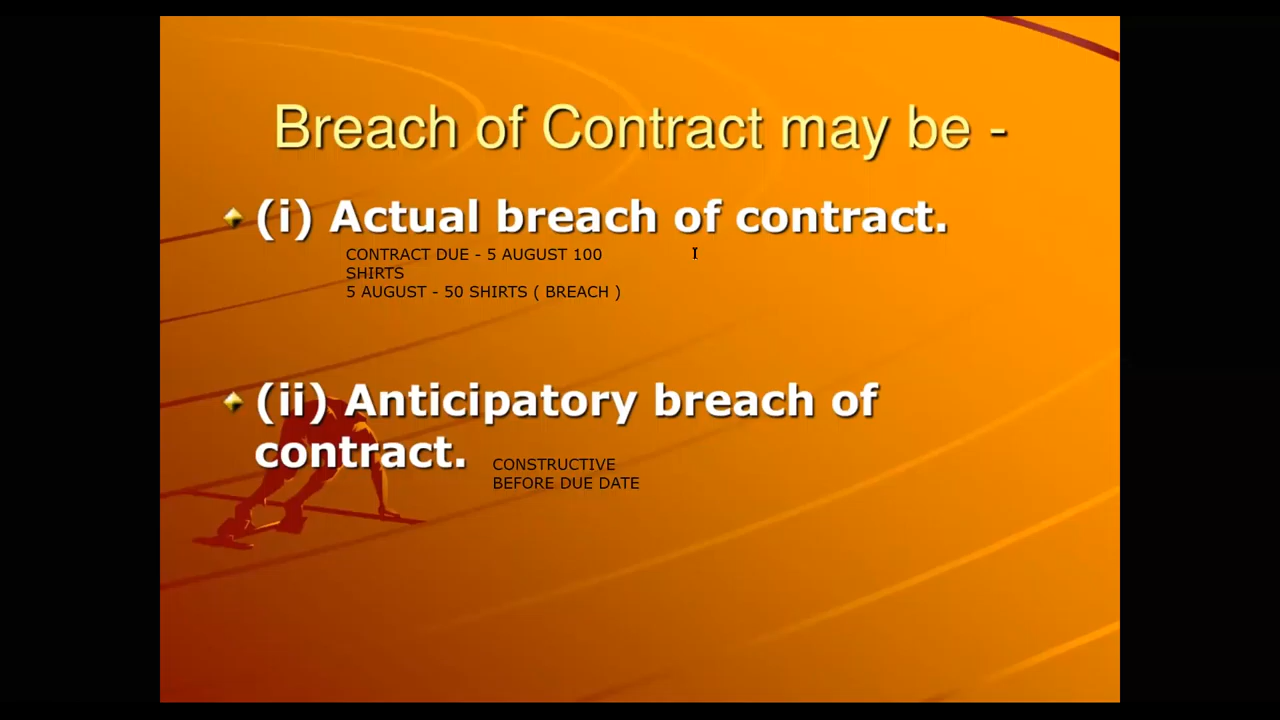 Breach of Contract may be -
(i) Actual breach of contract.
CONTRACT DUE - 5 AUGUST 100
SHIRTS
5 AUGUST - 50 SHIRTS ( BREACH )
(ii) Anticipatory breach of
contract.
CONSTRUCTIVE
BEFORE DUE DATE